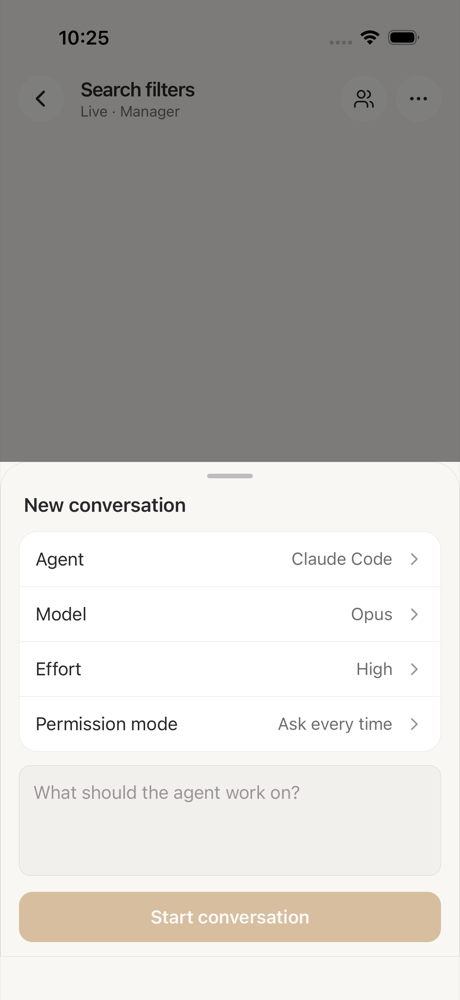 10:25
Search filters
Live · Manager
New conversation
Agent Claude Code
Model Opus
Effort High
Permission mode Ask every time
What should the agent work on?
Start conversation